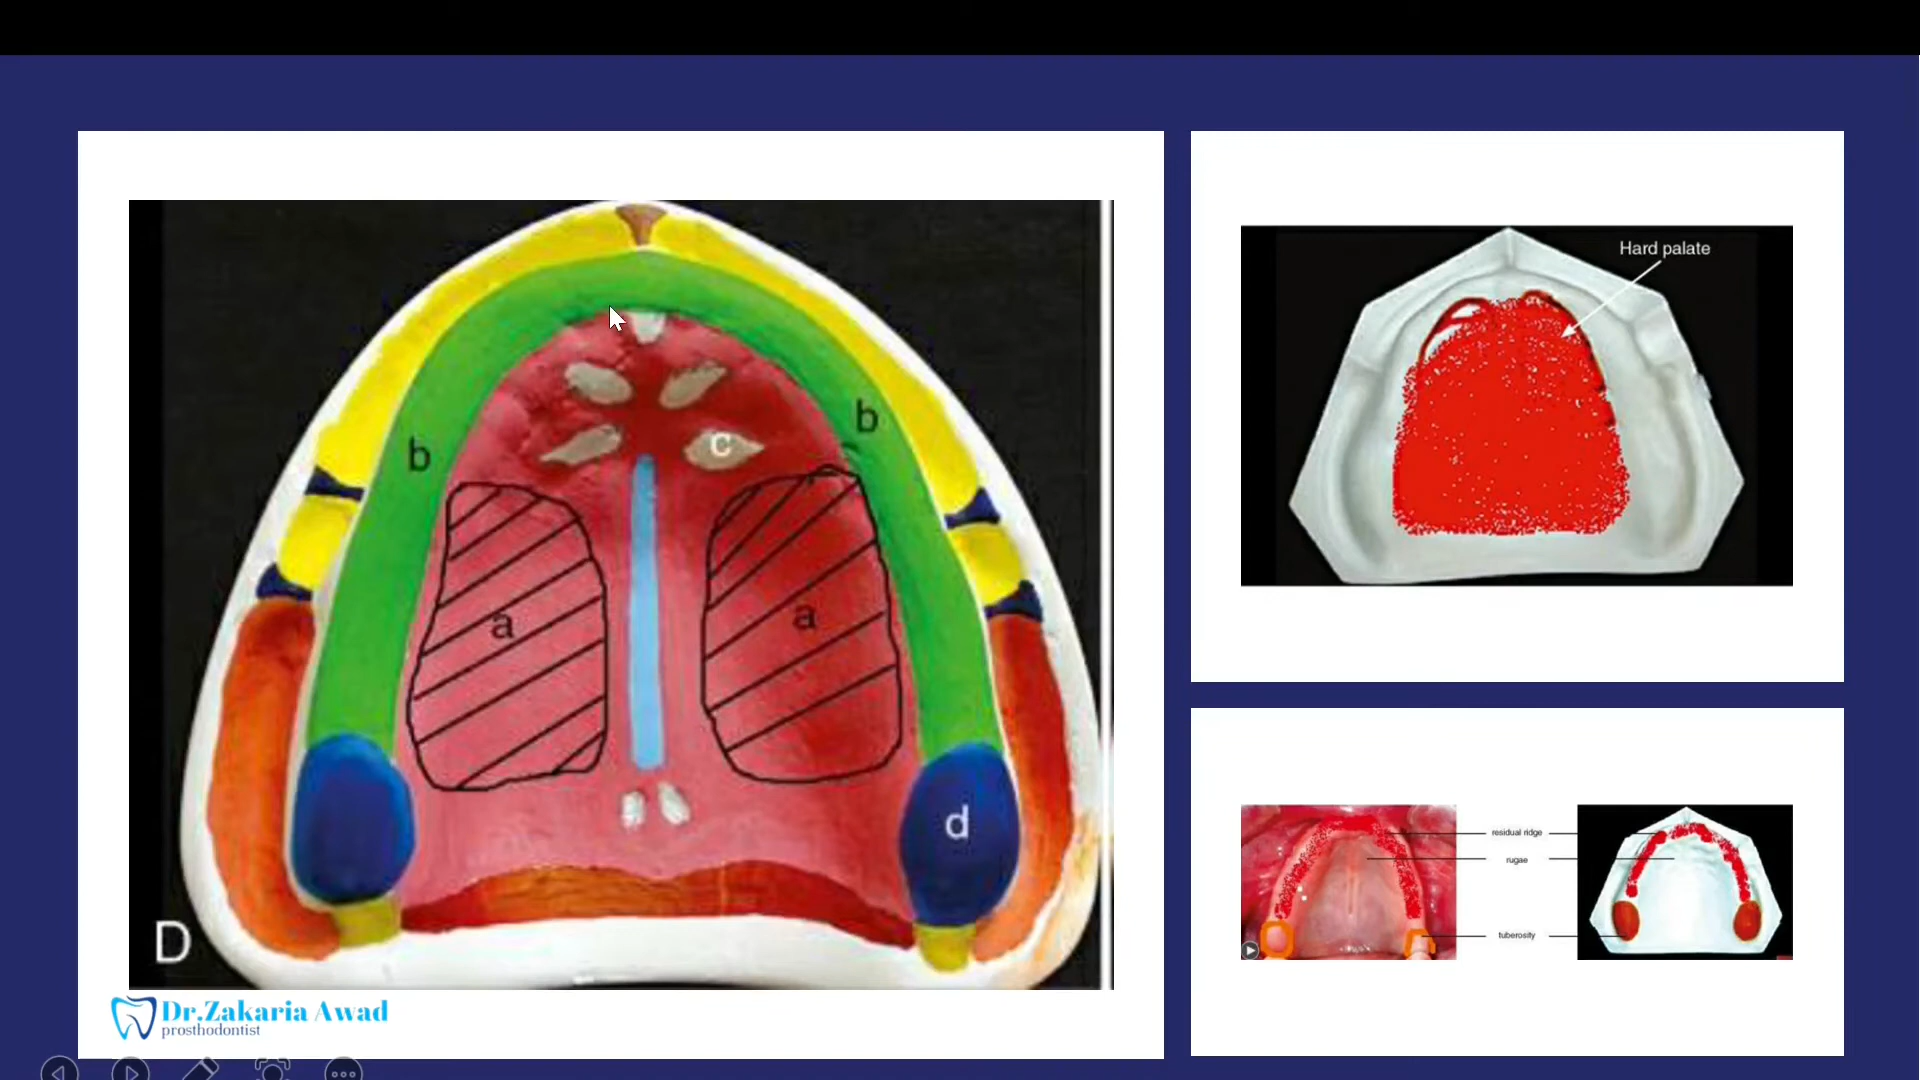 b
b
c
a
a
d
D
Dr.Zakaria Awad
prosthodontist
Hard palate
residual ridge
rugae
tuberosity